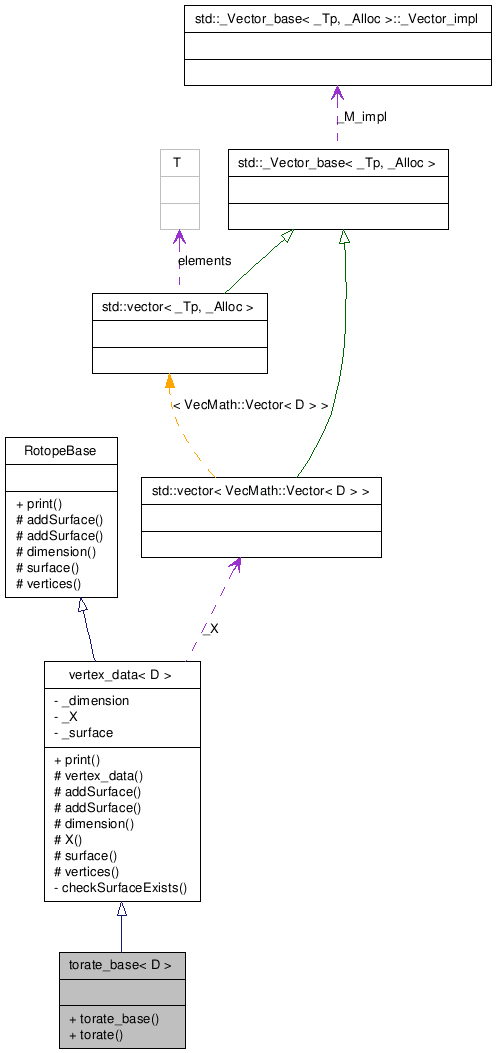 std::_Vector_base< _Tp, _Alloc >::_Vector_impl
_M_impl
T
std::_Vector_base< _Tp, _Alloc >
elements
std::vector< _Tp, _Alloc >
< VecMath::Vector< D > >
RotopeBase
+ print()
# addSurface()
# addSurface()
# dimension()
# surface()
# vertices()
std::vector< VecMath::Vector< D > >
_X
vertex_data< D >
- _dimension
- _X
- _surface
+ print()
# vertex_data()
# addSurface()
# addSurface()
# dimension()
# X()
# surface()
# vertices()
- checkSurfaceExists()
torate_base< D >
+ torate_base()
+ torate()